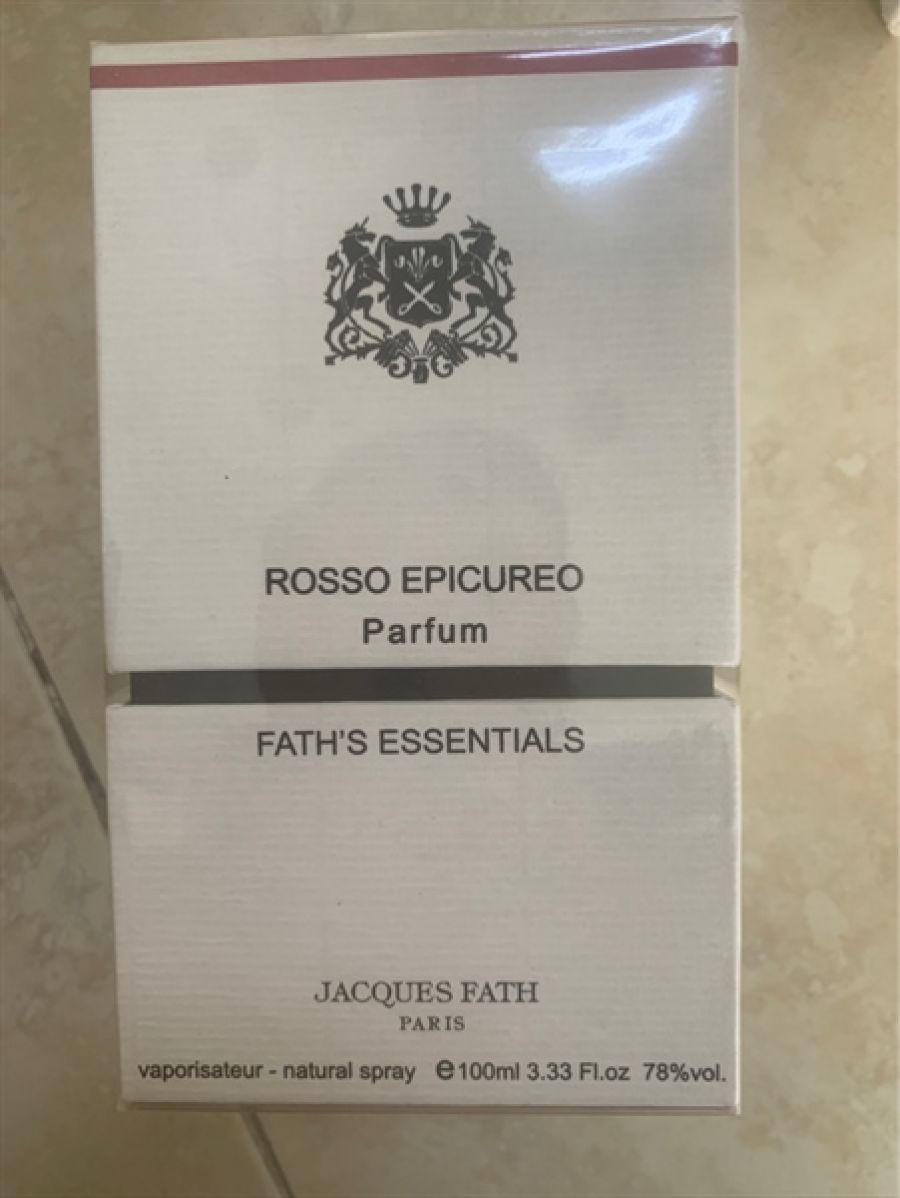 ROSSO EPICUREO
Parfum
FATH'S ESSENTIALS
JACQUES FATH
PARIS
vaporisateur - natural spray ℮100ml 3.33 Fl.oz 78%vol.